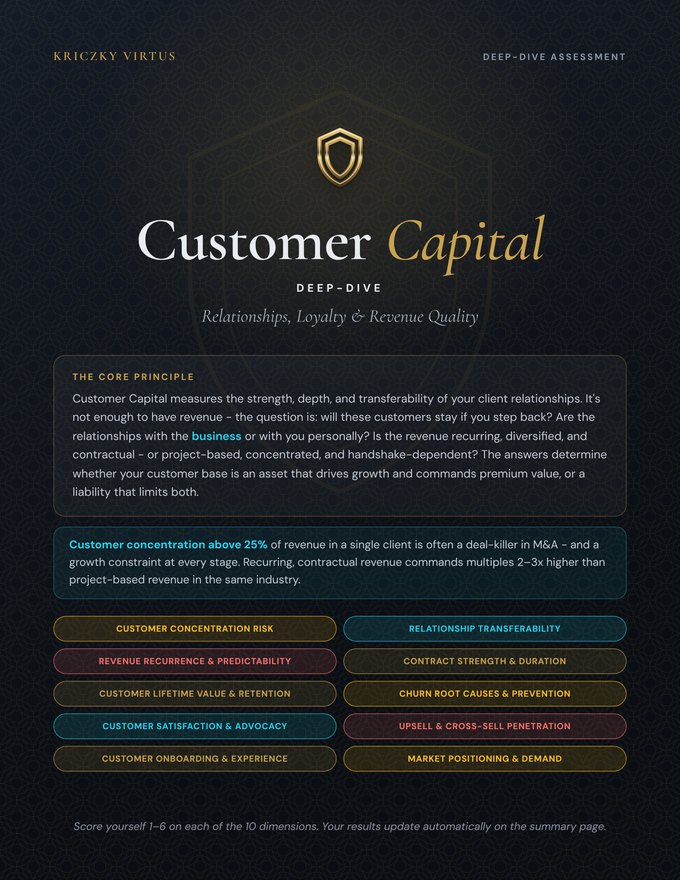 KRICZKY VIRTUS
DEEP-DIVE ASSESSMENT
Customer Capital
DEEP-DIVE
Relationships, Loyalty & Revenue Quality
THE CORE PRINCIPLE
Customer Capital measures the strength, depth, and transferability of your client relationships. It's
not enough to have revenue - the question is: will these customers stay if you step back? Are the
relationships with the business or with you personally? Is the revenue recurring, diversified, and
contractual - or project-based, concentrated, and handshake-dependent? The answers determine
whether your customer base is an asset that drives growth and commands premium value, or a
liability that limits both.
Customer concentration above 25% of revenue in a single client is often a deal-killer in M&A - and a
growth constraint at every stage. Recurring, contractual revenue commands multiples 2–3x higher than
project-based revenue in the same industry.
CUSTOMER CONCENTRATION RISK
RELATIONSHIP TRANSFERABILITY
REVENUE RECURRENCE & PREDICTABILITY
CONTRACT STRENGTH & DURATION
CUSTOMER LIFETIME VALUE & RETENTION
CHURN ROOT CAUSES & PREVENTION
CUSTOMER SATISFACTION & ADVOCACY
UPSELL & CROSS-SELL PENETRATION
CUSTOMER ONBOARDING & EXPERIENCE
MARKET POSITIONING & DEMAND
Score yourself 1–6 on each of the 10 dimensions. Your results update automatically on the summary page.